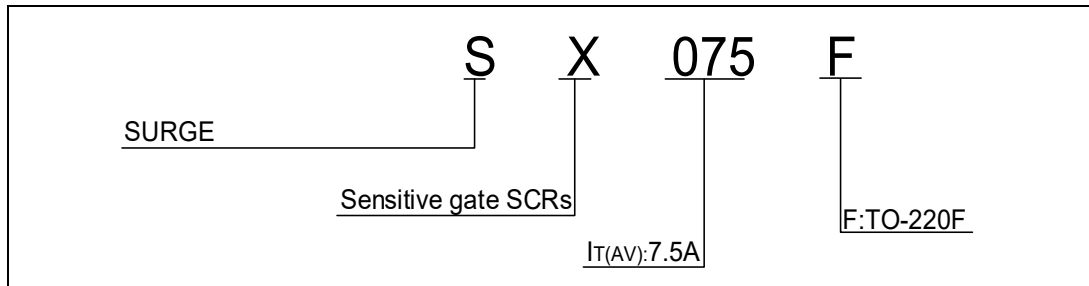 S X 075 F
SURGE
Sensitive gate SCRs
F:TO-220F
IT(AV):7.5A